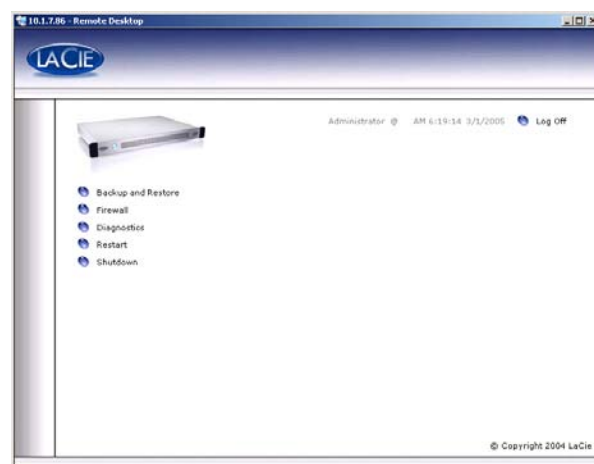 10.1.7.86 - Remote Desktop
LACIE
Administrator @ AM 6:19:14 3/1/2005 Log Off
Backup and Restore
Firewall
Diagnostics
Restart
Shutdown
© Copyright 2004 LaCie